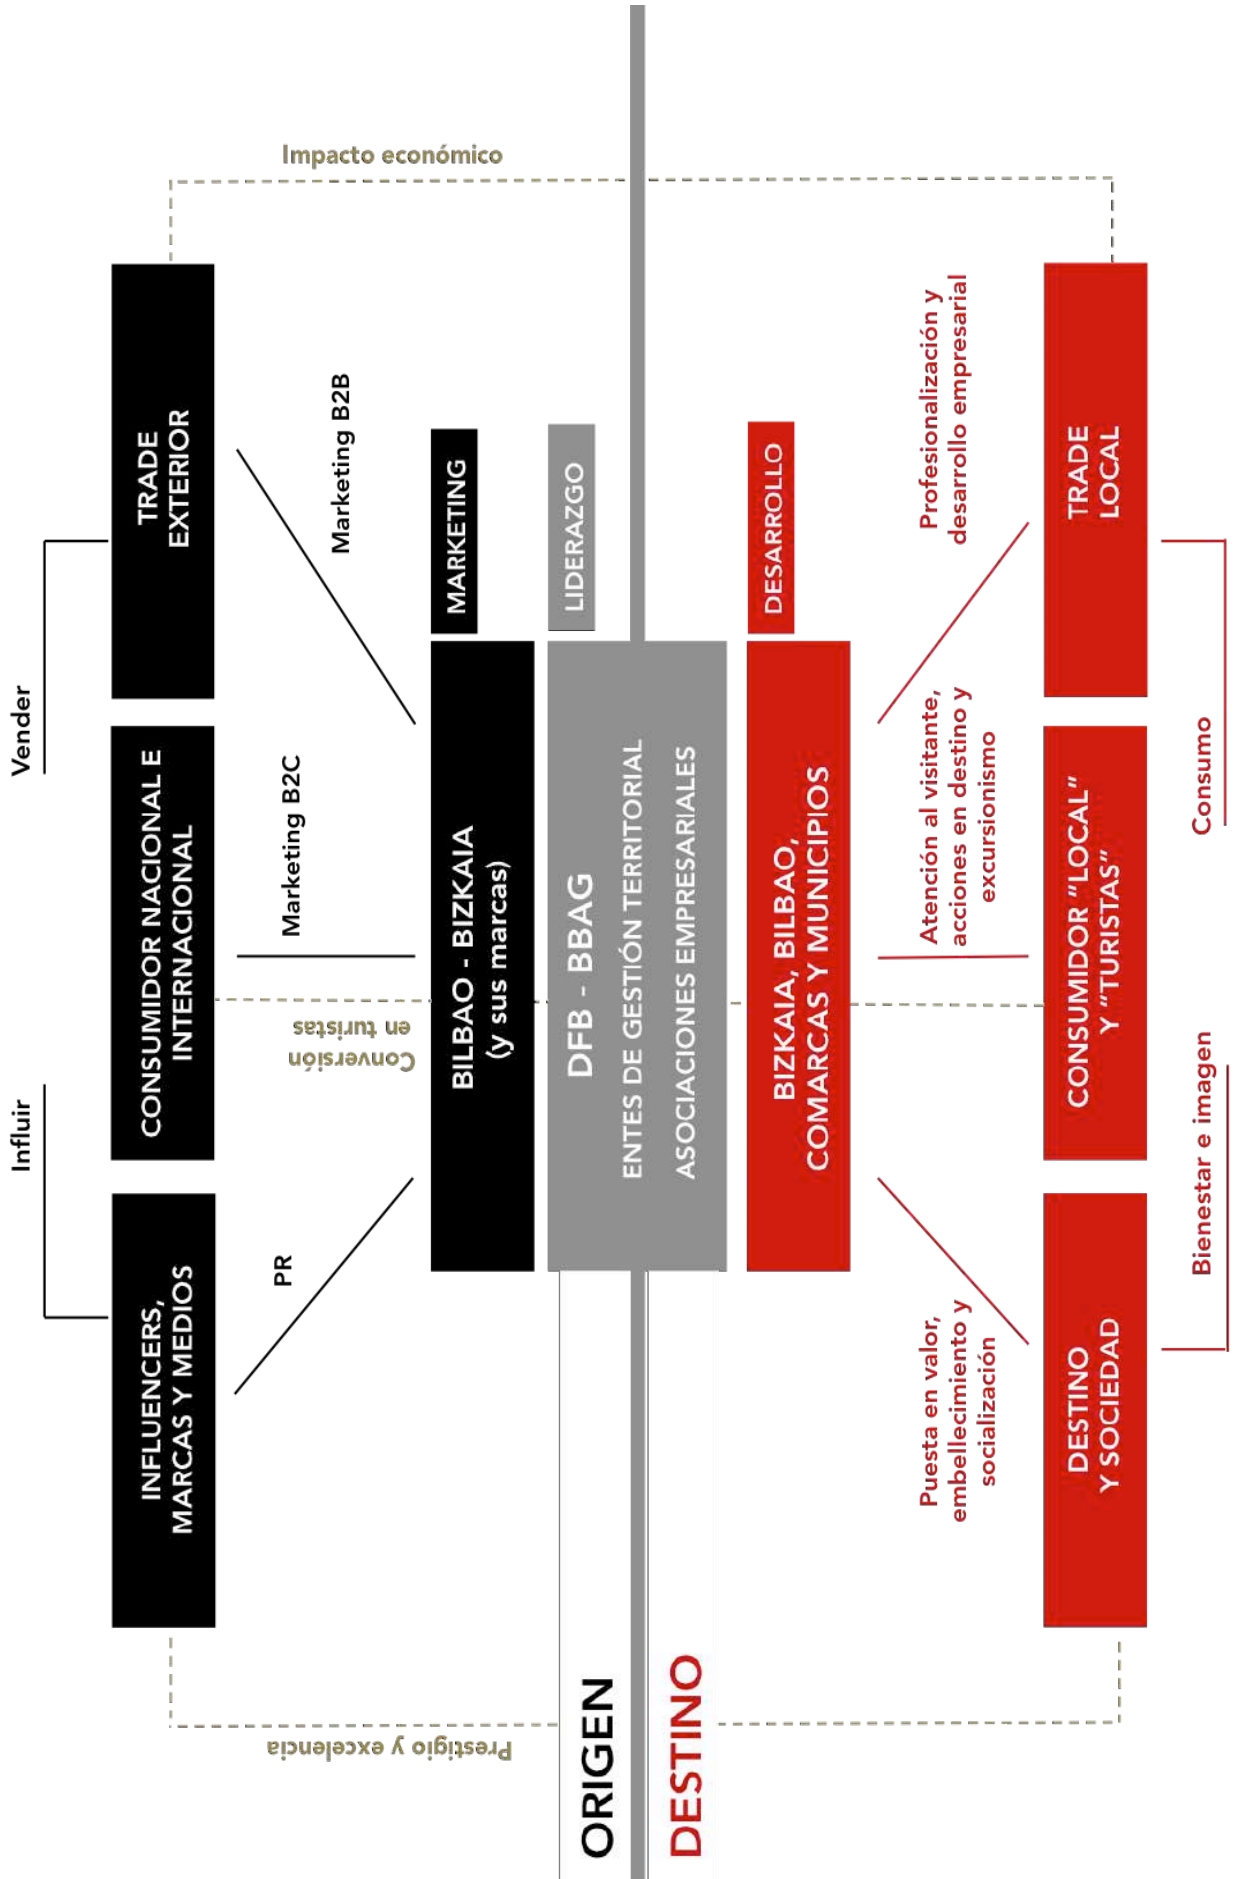 Influir
Vender
INFLUENCERS,
MARCAS Y MEDIOS
CONSUMIDOR NACIONAL E
INTERNACIONAL
TRADE
EXTERIOR
Prestigio y excelencia
PR
Conversión
en turistas
Marketing B2C
Marketing B2B
Impacto económico
BILBAO - BIZKAIA
(y sus marcas)
MARKETING
ORIGEN
DFB - BBAG
ENTES DE GESTIÓN TERRITORIAL
ASOCIACIONES EMPRESARIALES
LIDERAZGO
DESTINO
BIZKAIA, BILBAO,
COMARCAS Y MUNICIPIOS
DESARROLLO
Puesta en valor,
embellecimiento y
socialización
Atención al visitante,
acciones en destino y
excursionismo
Profesionalización y
desarrollo empresarial
DESTINO
Y SOCIEDAD
CONSUMIDOR “LOCAL”
Y “TURISTAS”
TRADE
LOCAL
Bienestar e imagen
Consumo